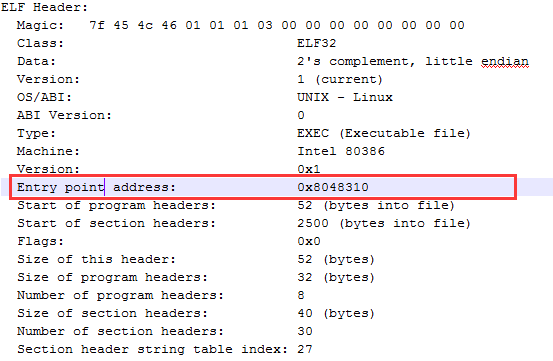 ELF Header:
Magic: 7f 45 4c 46 01 01 01 03 00 00 00 00 00 00 00 00
Class: ELF32
Data: 2's complement, little endian
Version: 1 (current)
OS/ABI: UNIX - Linux
ABI Version: 0
Type: EXEC (Executable file)
Machine: Intel 80386
Version: 0x1
Entry point address: 0x8048310
Start of program headers: 52 (bytes into file)
Start of section headers: 2500 (bytes into file)
Flags: 0x0
Size of this header: 52 (bytes)
Size of program headers: 32 (bytes)
Number of program headers: 8
Size of section headers: 40 (bytes)
Number of section headers: 30
Section header string table index: 27